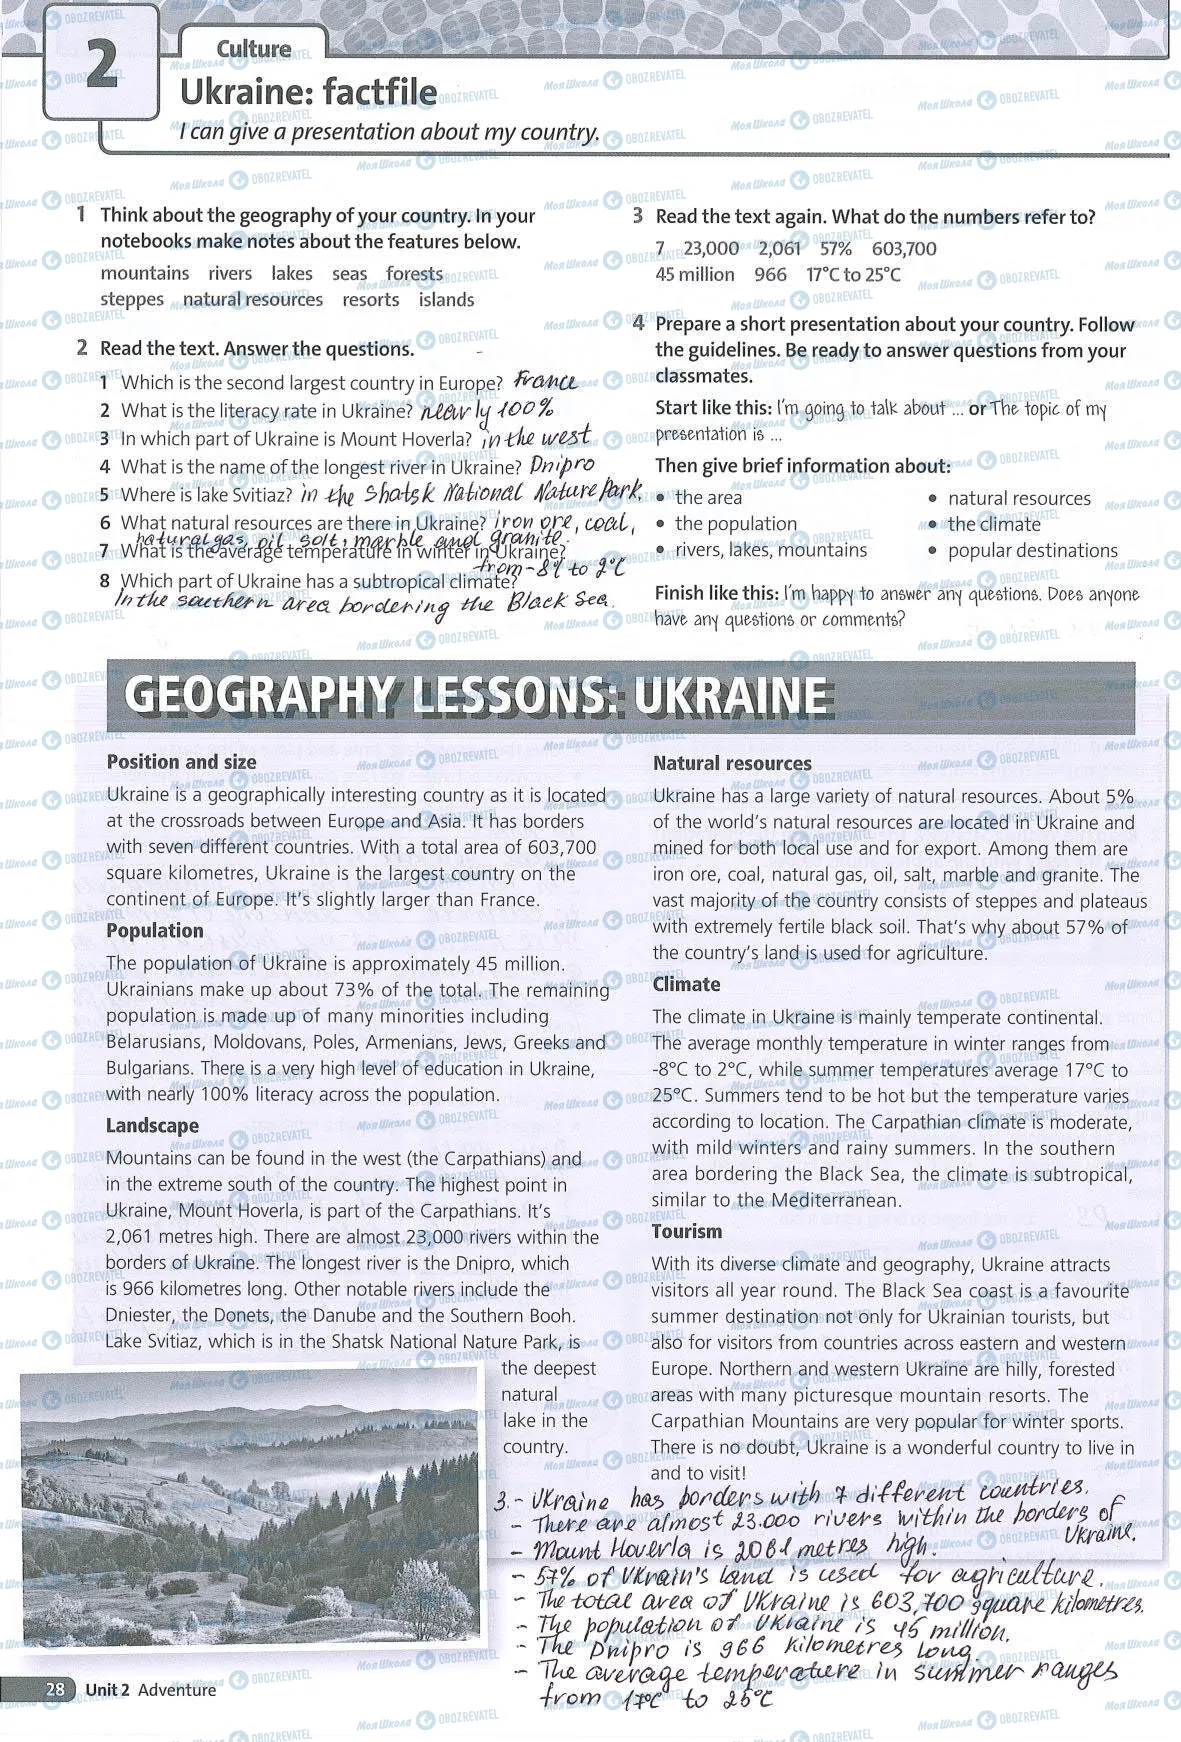 2
Culture
Ukraine: factfile
I can give a presentation about my country.
1 Think about the geography of your country. In your
notebooks make notes about the features below.
mountains rivers lakes seas forests
steppes natural resources resorts islands
2 Read the text. Answer the questions.
1 Which is the second largest country in Europe? France
2 What is the literacy rate in Ukraine? nearly 100%
3 In which part of Ukraine is Mount Hoverla? in the west
4 What is the name of the longest river in Ukraine? Dnipro
5 Where is lake Svitiaz? in the Shatsk National Nature Park.
6 What natural resources are there in Ukraine? iron ore, coal,
natural gas, oil, solt, marble and granite.
7 What is the average temperature in winter in Ukraine?
from -8°C to 2°C
8 Which part of Ukraine has a subtropical climate?
In the southern area bordering the Black Sea.
3 Read the text again. What do the numbers refer to?
7 23,000 2,061 57% 603,700
45 million 966 17°C to 25°C
4 Prepare a short presentation about your country. Follow
the guidelines. Be ready to answer questions from your
classmates.
Start like this: I'm going to talk about ... or The topic of my
presentation is ...
Then give brief information about:
• the area
• the population
• rivers, lakes, mountains
• natural resources
• the climate
• popular destinations
Finish like this: I'm happy to answer any questions. Does anyone
have any questions or comments?
GEOGRAPHY LESSONS: UKRAINE
Position and size
Ukraine is a geographically interesting country as it is located
at the crossroads between Europe and Asia. It has borders
with seven different countries. With a total area of 603,700
square kilometres, Ukraine is the largest country on the
continent of Europe. It's slightly larger than France.
Population
The population of Ukraine is approximately 45 million.
Ukrainians make up about 73% of the total. The remaining
population is made up of many minorities including
Belarusians, Moldovans, Poles, Armenians, Jews, Greeks and
Bulgarians. There is a very high level of education in Ukraine,
with nearly 100% literacy across the population.
Landscape
Mountains can be found in the west (the Carpathians) and
in the extreme south of the country. The highest point in
Ukraine, Mount Hoverla, is part of the Carpathians. It's
2,061 metres high. There are almost 23,000 rivers within the
borders of Ukraine. The longest river is the Dnipro, which
is 966 kilometres long. Other notable rivers include the
Dniester, the Donets, the Danube and the Southern Booh.
Lake Svitiaz, which is in the Shatsk National Nature Park, is
the deepest
natural
lake in the
country.
Natural resources
Ukraine has a large variety of natural resources. About 5%
of the world's natural resources are located in Ukraine and
mined for both local use and for export. Among them are
iron ore, coal, natural gas, oil, salt, marble and granite. The
vast majority of the country consists of steppes and plateaus
with extremely fertile black soil. That's why about 57% of
the country's land is used for agriculture.
Climate
The climate in Ukraine is mainly temperate continental.
The average monthly temperature in winter ranges from
-8°C to 2°C, while summer temperatures average 17°C to
25°C. Summers tend to be hot but the temperature varies
according to location. The Carpathian climate is moderate,
with mild winters and rainy summers. In the southern
area bordering the Black Sea, the climate is subtropical,
similar to the Mediterranean.
Tourism
With its diverse climate and geography, Ukraine attracts
visitors all year round. The Black Sea coast is a favourite
summer destination not only for Ukrainian tourists, but
also for visitors from countries across eastern and western
Europe. Northern and western Ukraine are hilly, forested
areas with many picturesque mountain resorts. The
Carpathian Mountains are very popular for winter sports.
There is no doubt, Ukraine is a wonderful country to live in
and to visit!
3. - Ukraine has borders with 7 different countries.
- There are almost 23.000 rivers within the borders of
Ukraine.
- Mount Hoverla is 2061 metres high.
- 57% of Ukrain's land is used for agriculture.
- The total area of Ukraine is 603,700 square kilometres.
- The population of Ukraine is 45 million.
- The Dnipro is 966 kilometres long.
- The average temperature in summer ranges
from 17°C to 25°C
28 Unit 2 Adventure
Моя Школа OBOZREVATEL